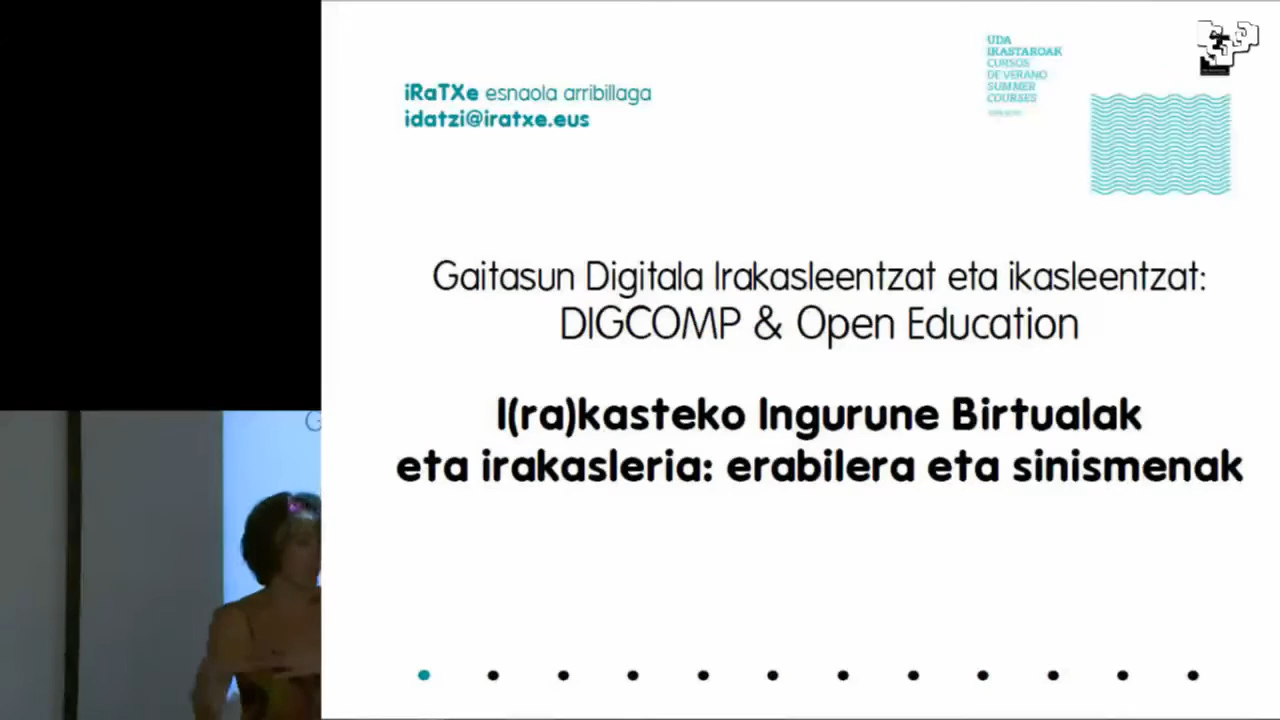 iRaTXe esnaola arribillaga
idatzi@iratxe.eus
UDA
IKASTAROAK
CURSOS
DE VERANO
SUMMER
COURSES
Gaitasun Digitala Irakasleentzat eta ikasleentzat:
DIGCOMP & Open Education
I(ra)kasteko Ingurune Birtualak
eta irakasleria: erabilera eta sinismenak